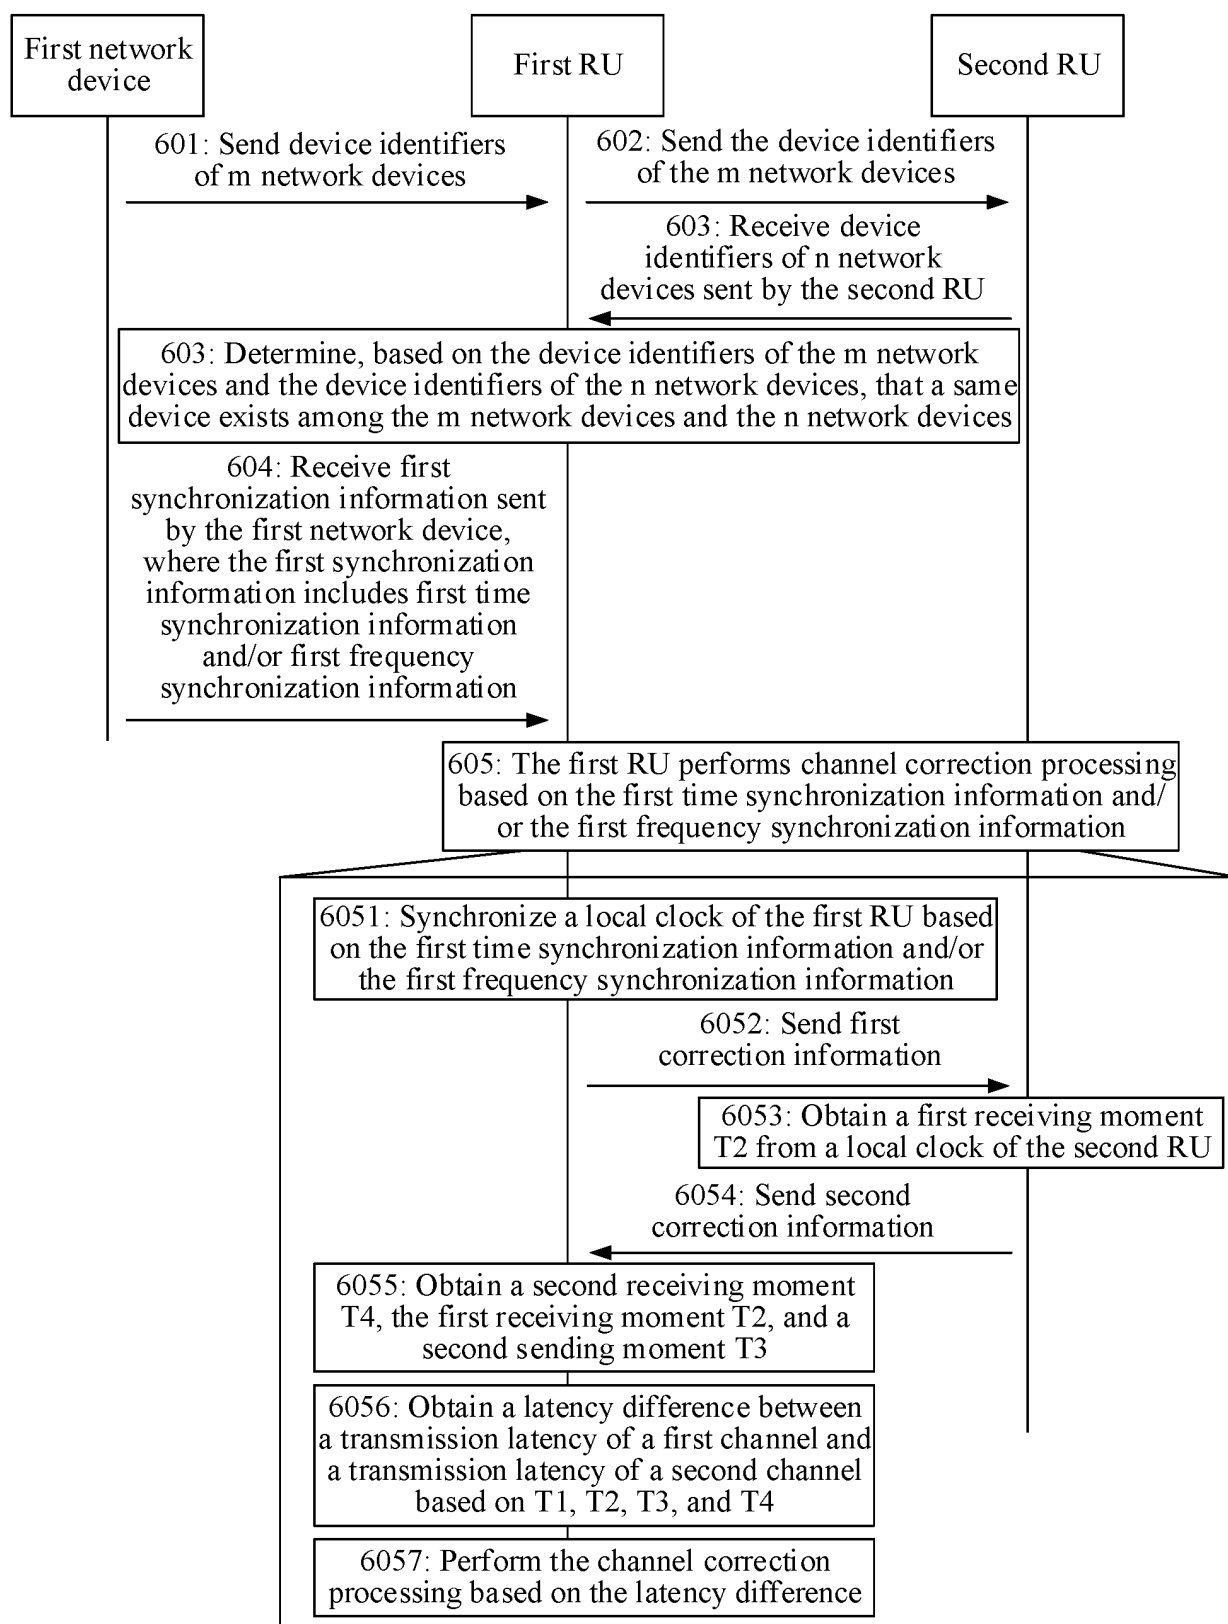 First network
device
First RU
Second RU
601: Send device identifiers
of m network devices
602: Send the device identifiers
of the m network devices
603: Receive device
identifiers of n network
devices sent by the second RU
603: Determine, based on the device identifiers of the m network
devices and the device identifiers of the n network devices, that a same
device exists among the m network devices and the n network devices
604: Receive first
synchronization information sent
by the first network device,
where the first synchronization
information includes first time
synchronization information
and/or first frequency
synchronization information
605: The first RU performs channel correction processing
based on the first time synchronization information and/
or the first frequency synchronization information
6051: Synchronize a local clock of the first RU based
on the first time synchronization information and/or
the first frequency synchronization information
6052: Send first
correction information
6053: Obtain a first receiving moment
T2 from a local clock of the second RU
6054: Send second
correction information
6055: Obtain a second receiving moment
T4, the first receiving moment T2, and a
second sending moment T3
6056: Obtain a latency difference between
a transmission latency of a first channel and
a transmission latency of a second channel
based on T1, T2, T3, and T4
6057: Perform the channel correction
processing based on the latency difference